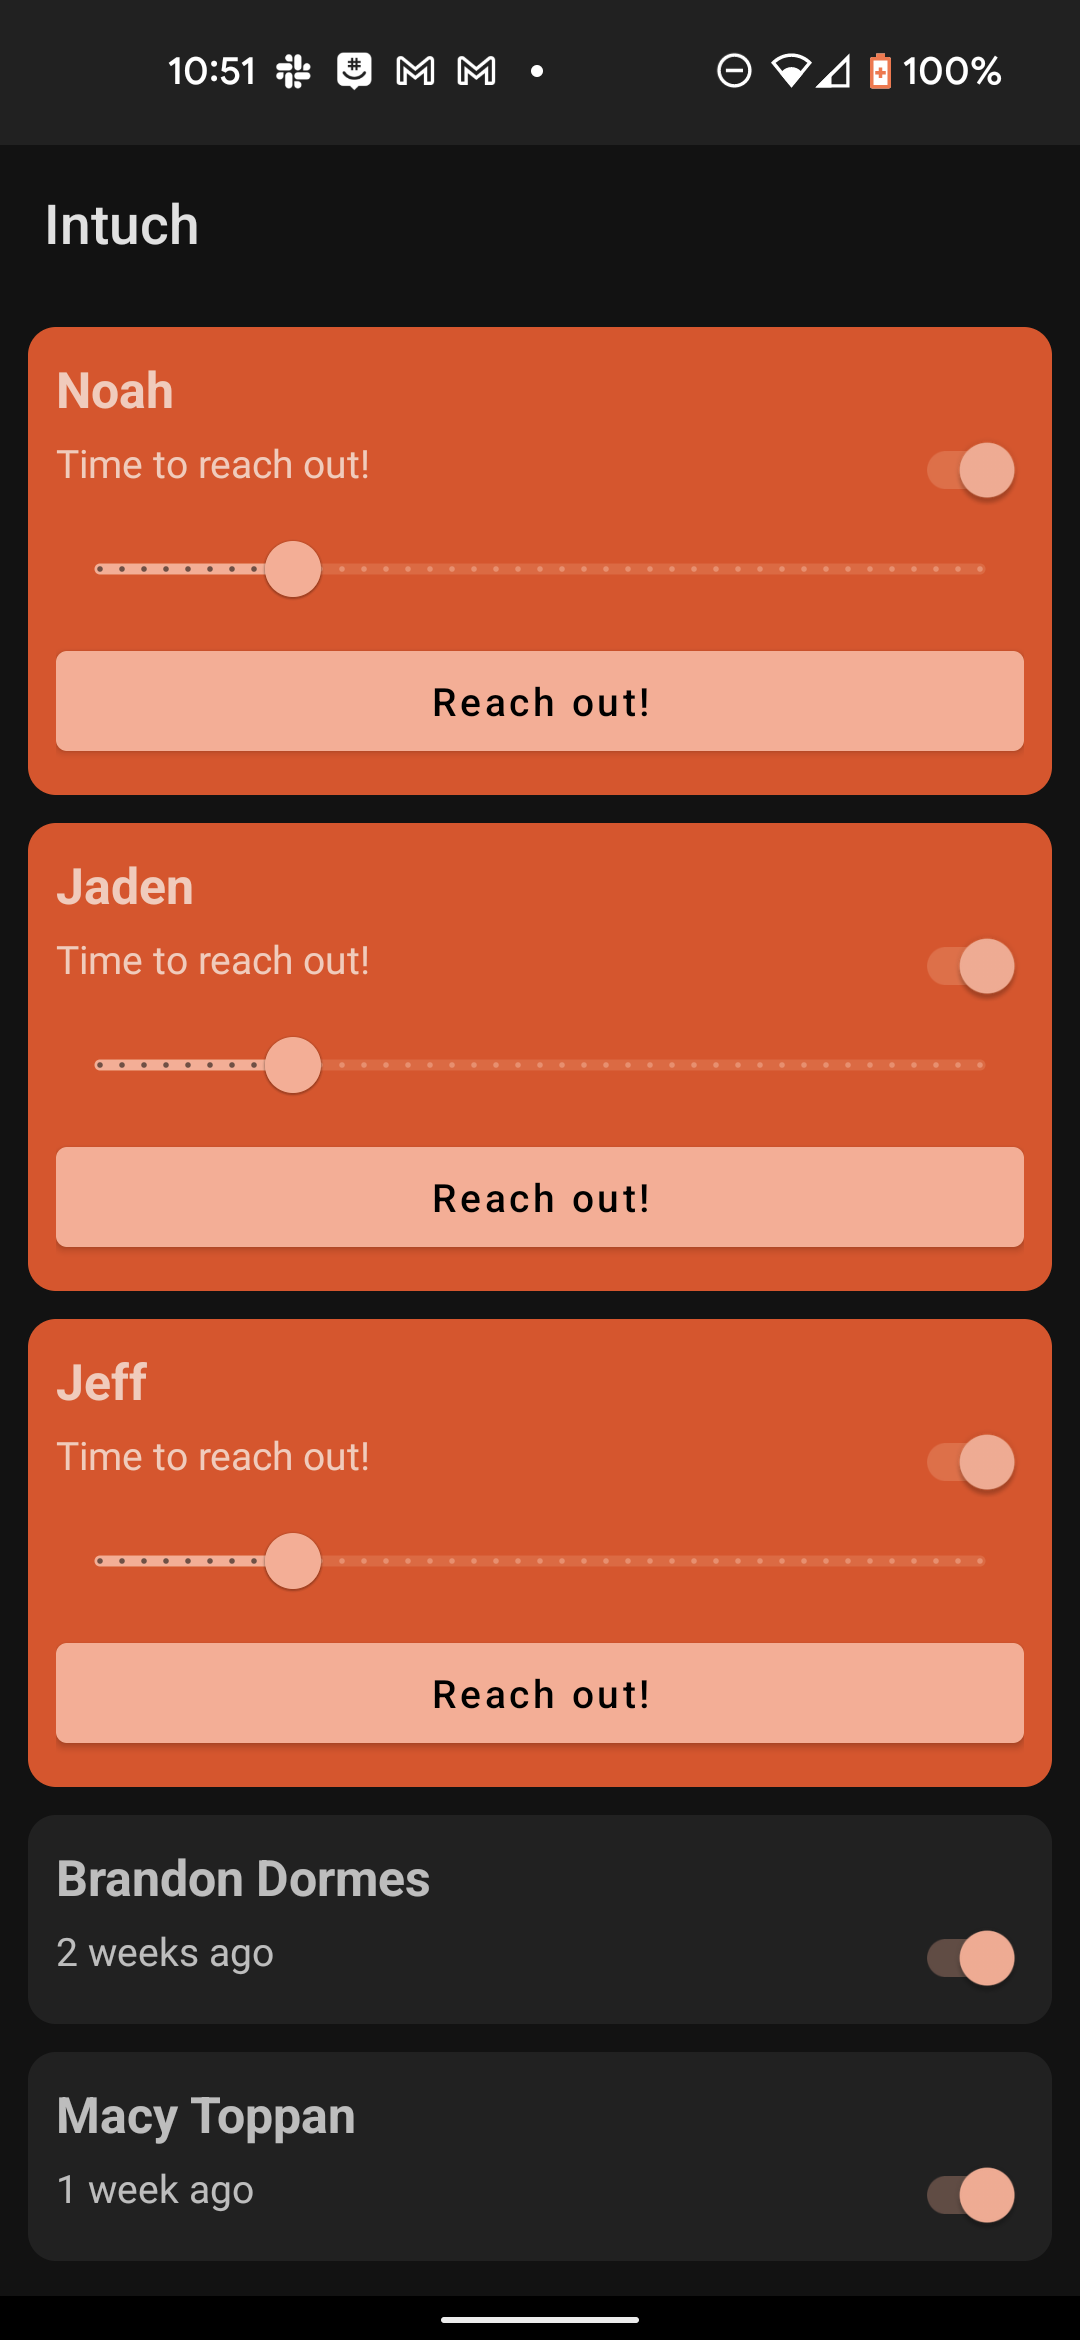 10:51 100%
Intuch
Noah
Time to reach out!
Reach out!
Jaden
Time to reach out!
Reach out!
Jeff
Time to reach out!
Reach out!
Brandon Dormes
2 weeks ago
Macy Toppan
1 week ago